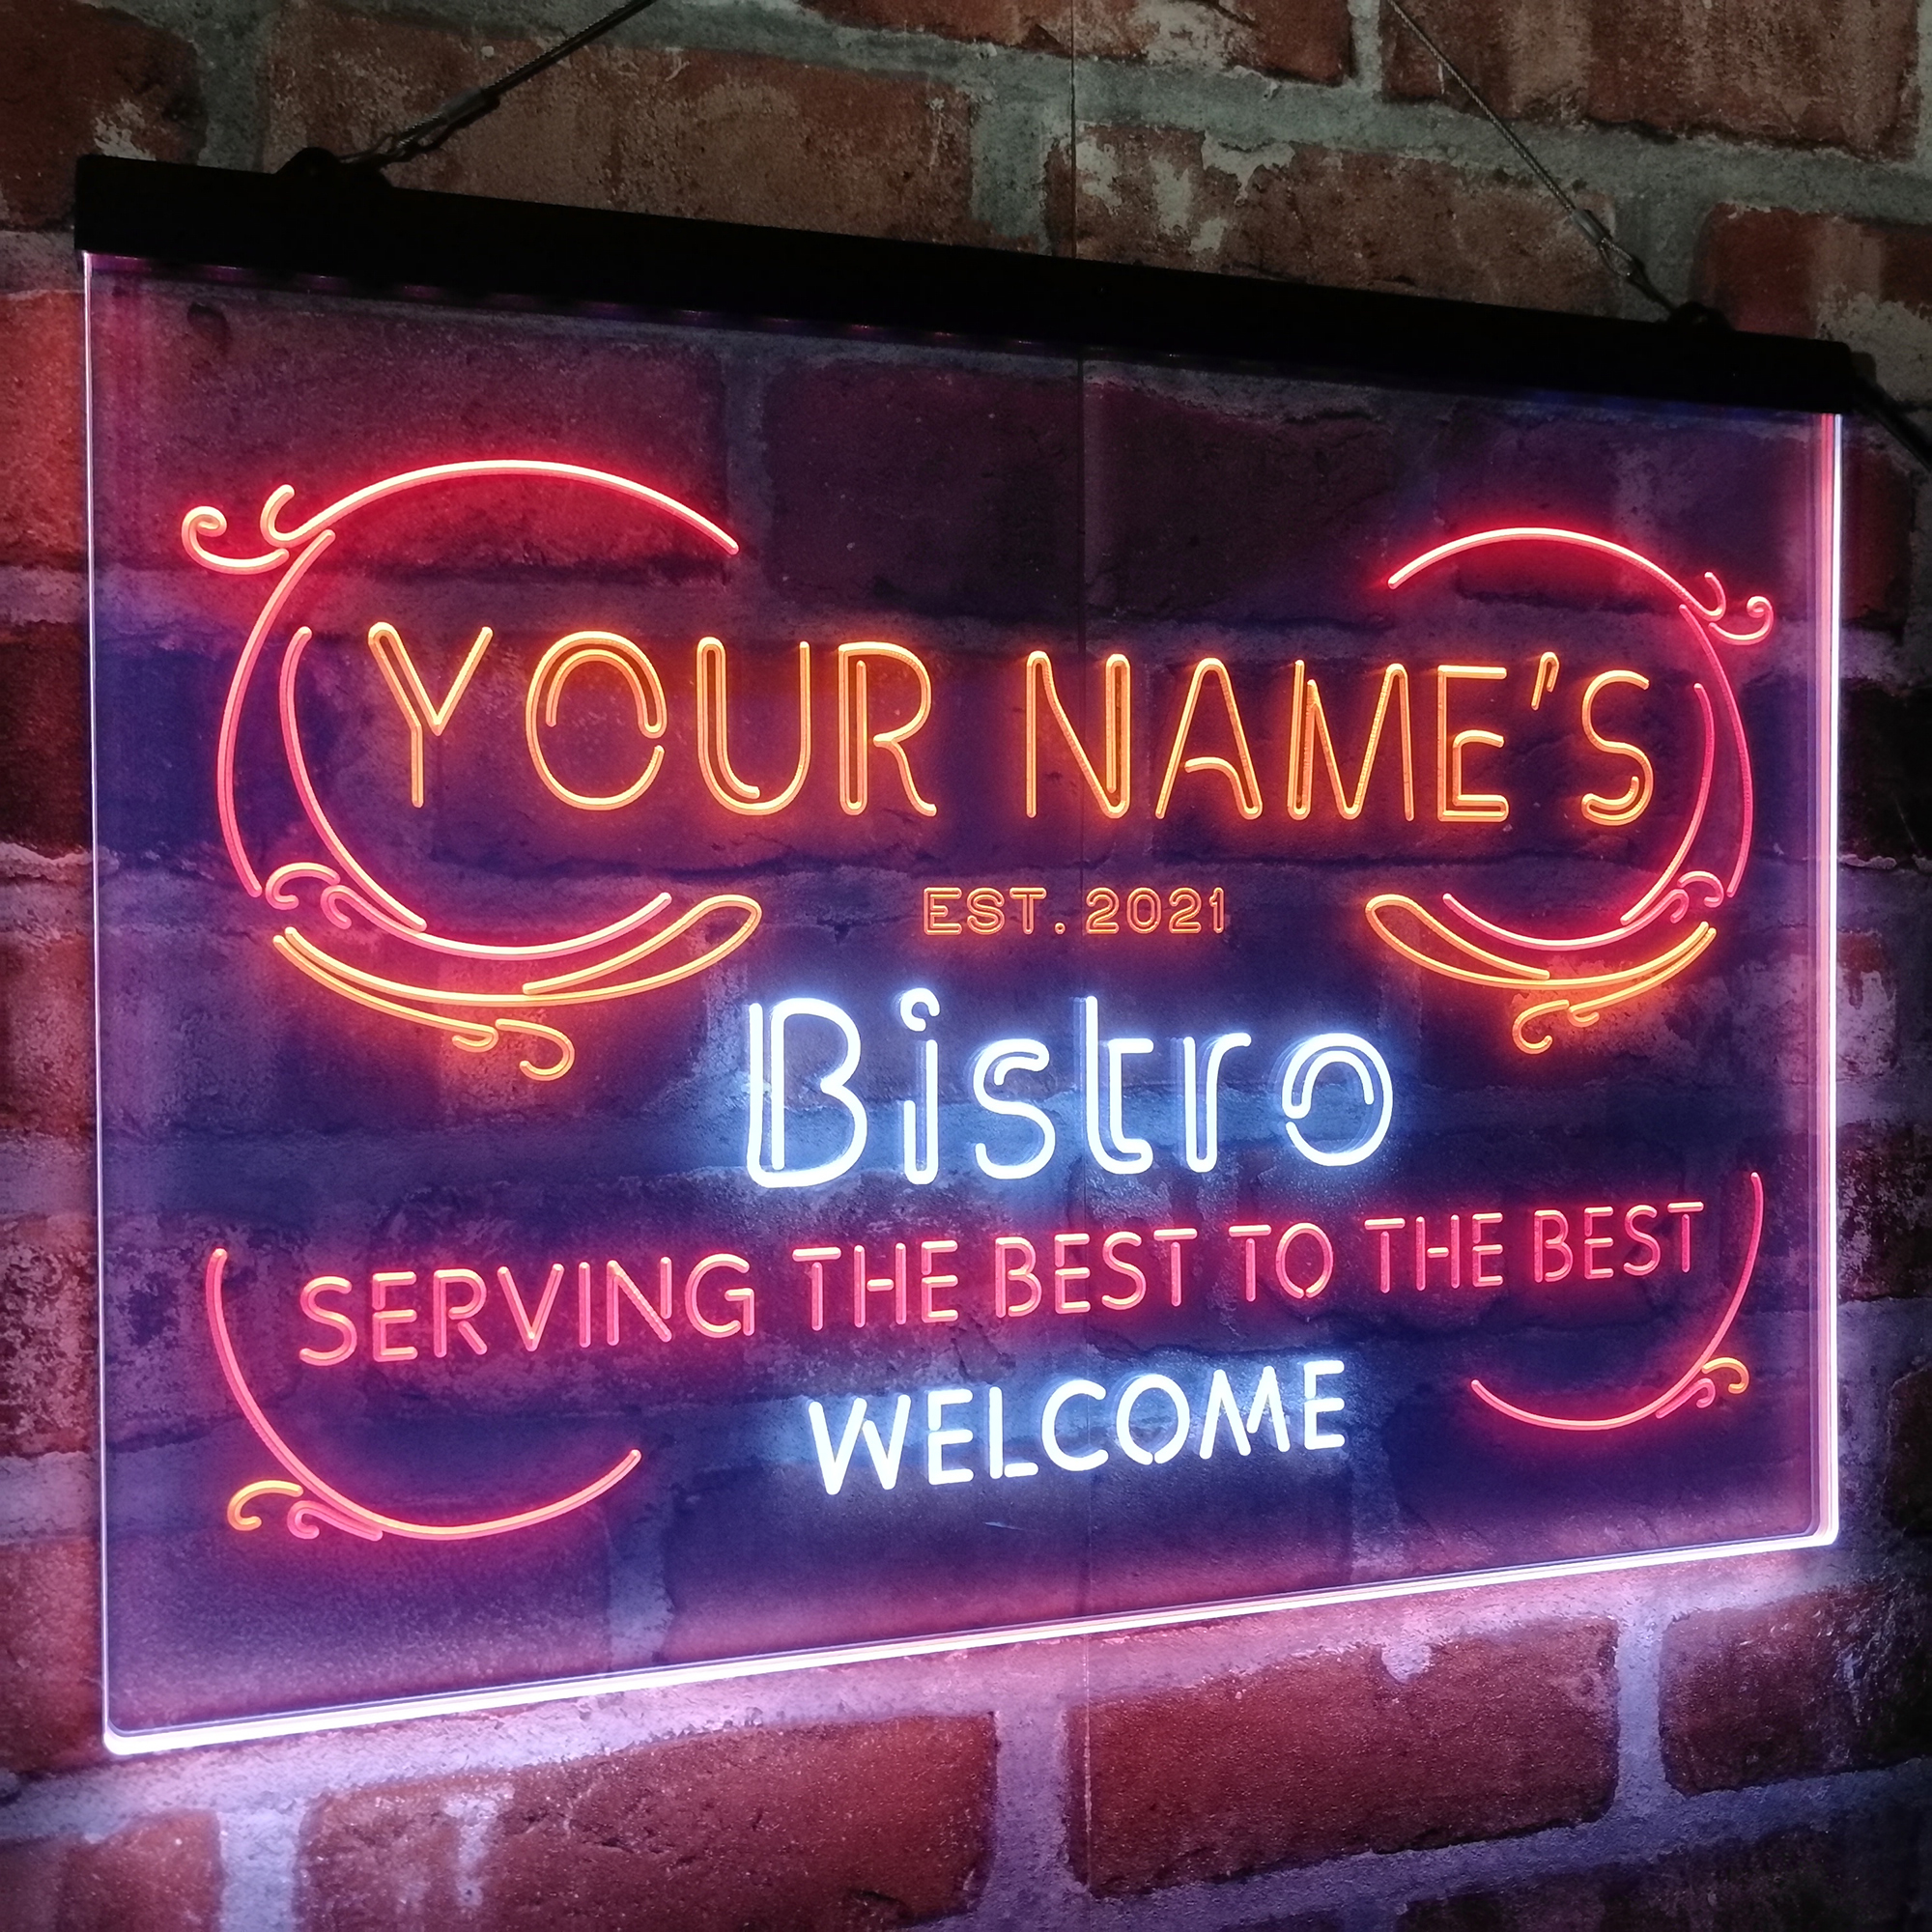 YOUR NAME'S
EST. 2021
Bistro
SERVING THE BEST TO THE BEST
WELCOME